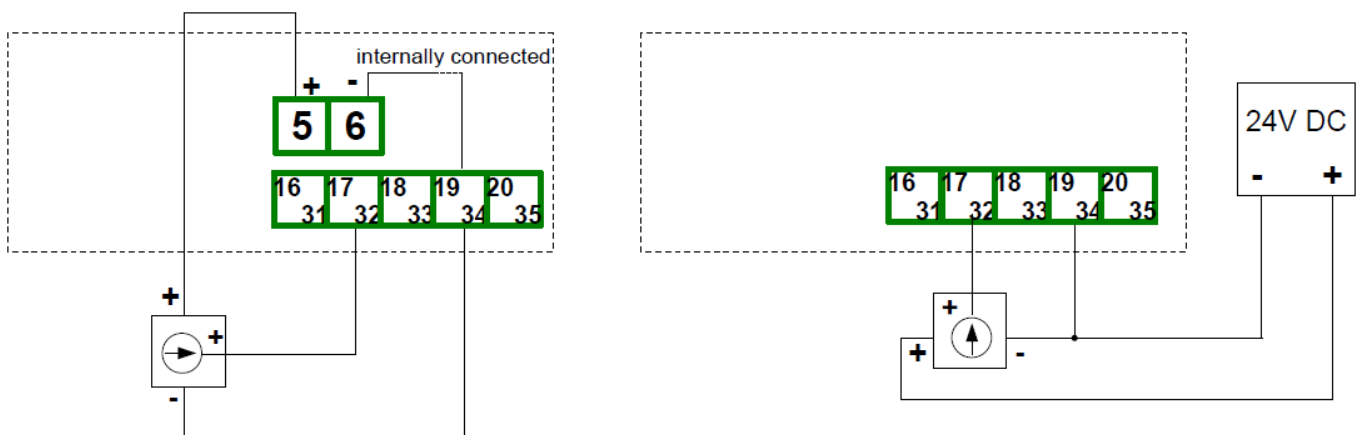 internally connected
+ -
5 6
16 17 18 19 20
31 32 33 34 35
+
+
-
24V DC
- +
16 17 18 19 20
31 32 33 34 35
+
+ -